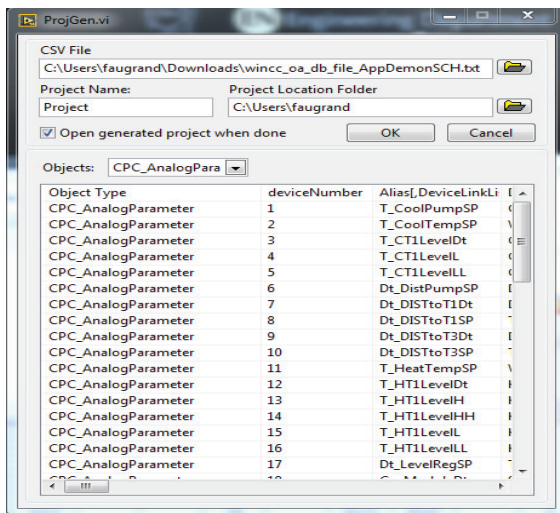 ProjGen.vi
CSV File
C:\Users\faugrand\Downloads\wincc_oa_db_file_AppDemonSCH.txt
Project Name: Project Location Folder
Project C:\Users\faugrand
Open generated project when done OK Cancel
Objects: CPC_AnalogPara
Object Type deviceNumber Alias[,DeviceLinkLi
CPC_AnalogParameter 1 T_CoolPumpSP
CPC_AnalogParameter 2 T_CoolTempSP
CPC_AnalogParameter 3 T_CT1LevelDt
CPC_AnalogParameter 4 T_CT1LevelL
CPC_AnalogParameter 5 T_CT1LevelLL
CPC_AnalogParameter 6 Dt_DistPumpSP
CPC_AnalogParameter 7 Dt_DISTtoT1Dt
CPC_AnalogParameter 8 Dt_DISTtoT1SP
CPC_AnalogParameter 9 Dt_DISTtoT3Dt
CPC_AnalogParameter 10 Dt_DISTtoT3SP
CPC_AnalogParameter 11 T_HeatTempSP
CPC_AnalogParameter 12 T_HT1LevelDt
CPC_AnalogParameter 13 T_HT1LevelH
CPC_AnalogParameter 14 T_HT1LevelHH
CPC_AnalogParameter 15 T_HT1LevelL
CPC_AnalogParameter 16 T_HT1LevelLL
CPC_AnalogParameter 17 Dt_LevelRegSP